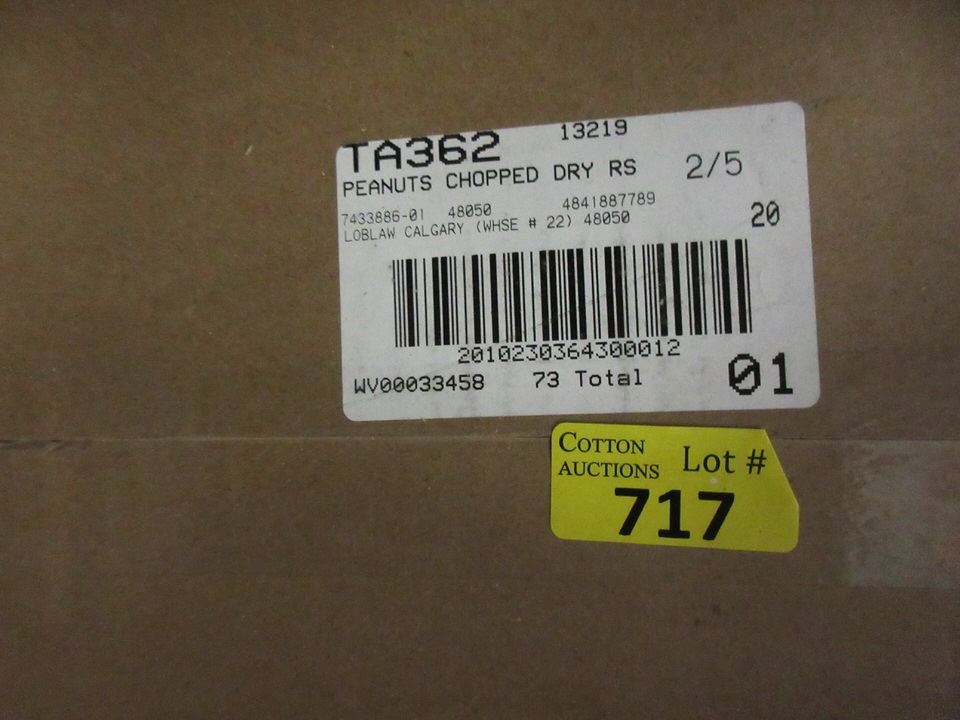 13219
TA362
PEANUTS CHOPPED DRY RS 2/5
7433886-01 48050 4841887789
LOBLAW CALGARY (WHSE # 22) 48050 20
2010230364300012
WV00033458 73 Total 01
COTTON AUCTIONS Lot #
717